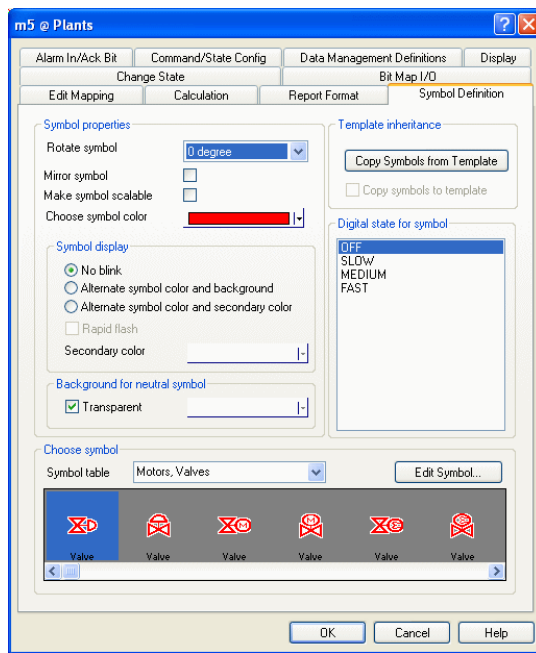 m5 @ Plants
Alarm In/Ack Bit Command/State Config Data Management Definitions Display
Change State Bit Map I/O
Edit Mapping Calculation Report Format Symbol Definition
Symbol properties
Rotate symbol 0 degree
Mirror symbol
Make symbol scalable
Choose symbol color
Symbol display
No blink
Alternate symbol color and background
Alternate symbol color and secondary color
Rapid flash
Secondary color
Background for neutral symbol
Transparent
Template inheritance
Copy Symbols from Template
Copy symbols to template
Digital state for symbol
OFF
SLOW
MEDIUM
FAST
Choose symbol
Symbol table Motors, Valves Edit Symbol...
Valve Valve Valve Valve Valve Valve
OK Cancel Help